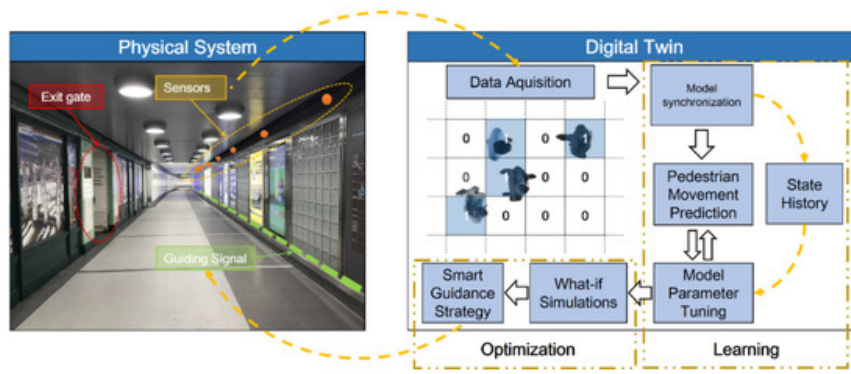 Physical System
Exit gate
Sensors
Guiding Signal
Digital Twin
Data Aquisition
Model
synchronization
0
0
0
0
0
0
0
0
Pedestrian
Movement
Prediction
State
History
Smart
Guidance
Strategy
What-if
Simulations
Model
Parameter
Tuning
Optimization
Learning